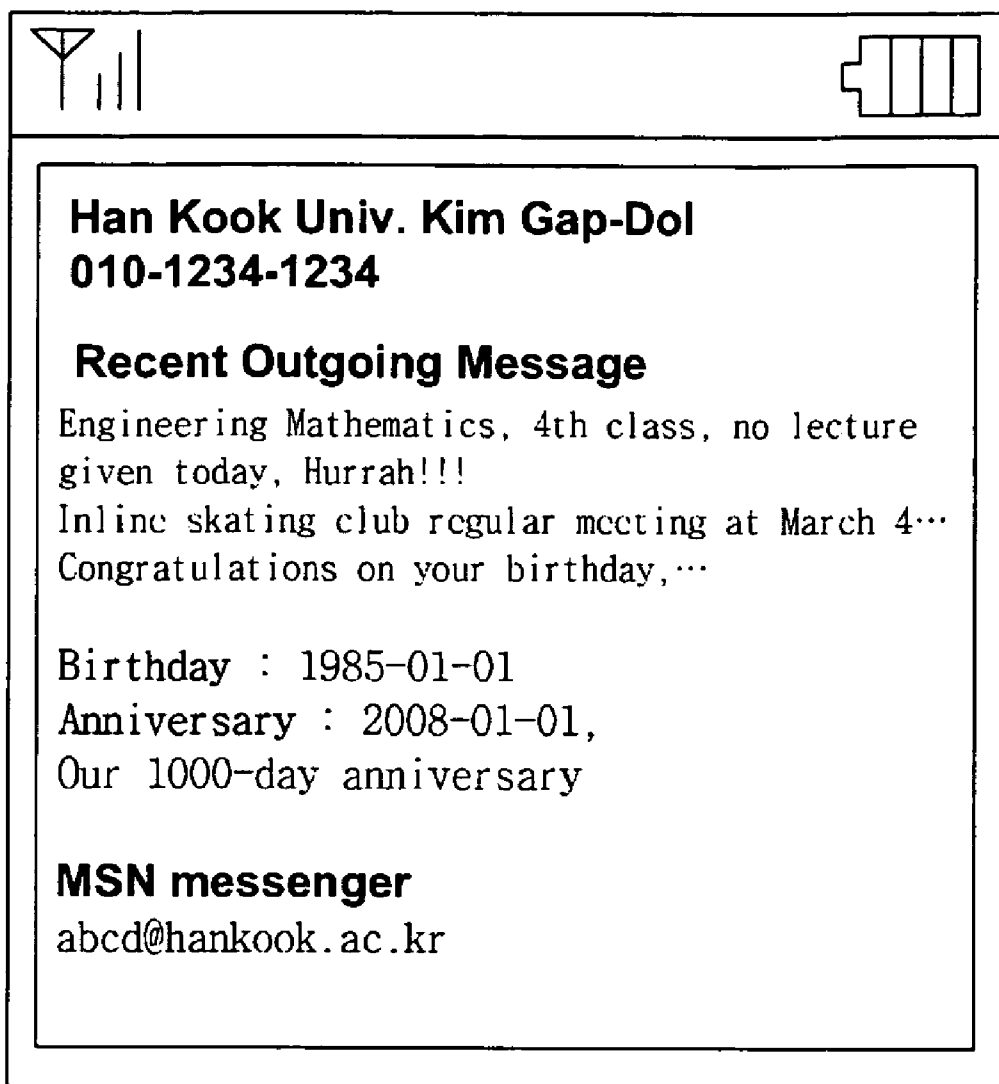 Han Kook Univ. Kim Gap-Dol
010-1234-1234
Recent Outgoing Message
Engineering Mathematics, 4th class, no lecture
given today, Hurrah!!!
Inline skating club regular meeting at March 4…
Congratulations on your birthday,…
Birthday : 1985-01-01
Anniversary : 2008-01-01,
Our 1000-day anniversary
MSN messenger
abcd@hankook.ac.kr